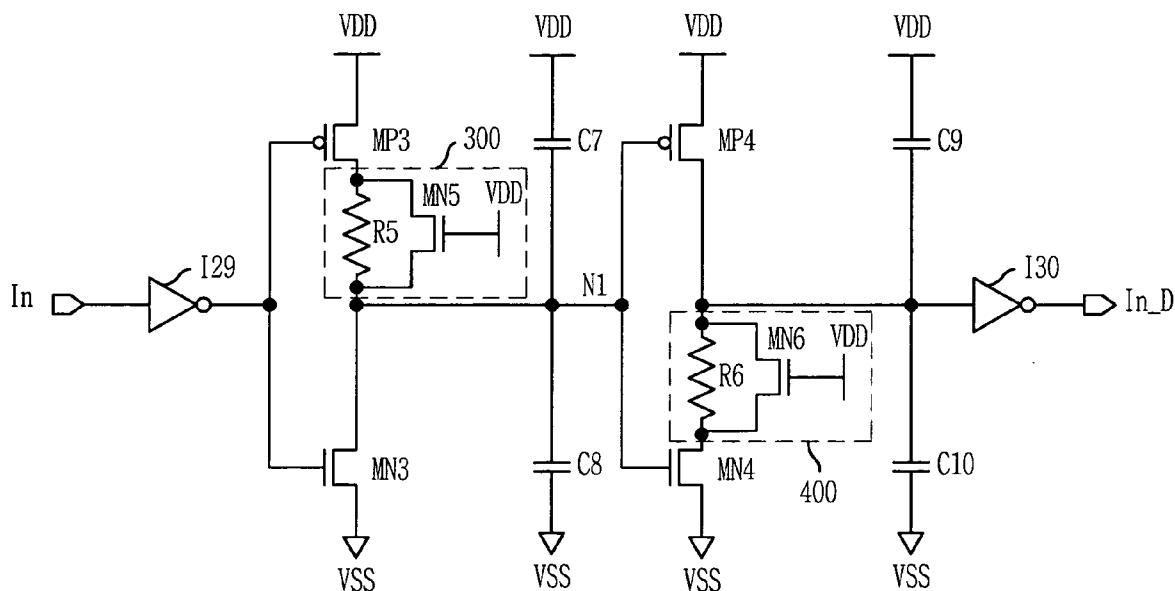 VDD VDD VDD VDD
MP3 C7 MP4 C9
300
MN5 VDD
R5
I29 I30
In N1 In_D
MN6 VDD
R6
MN3 C8 MN4 C10
400
VSS VSS VSS VSS